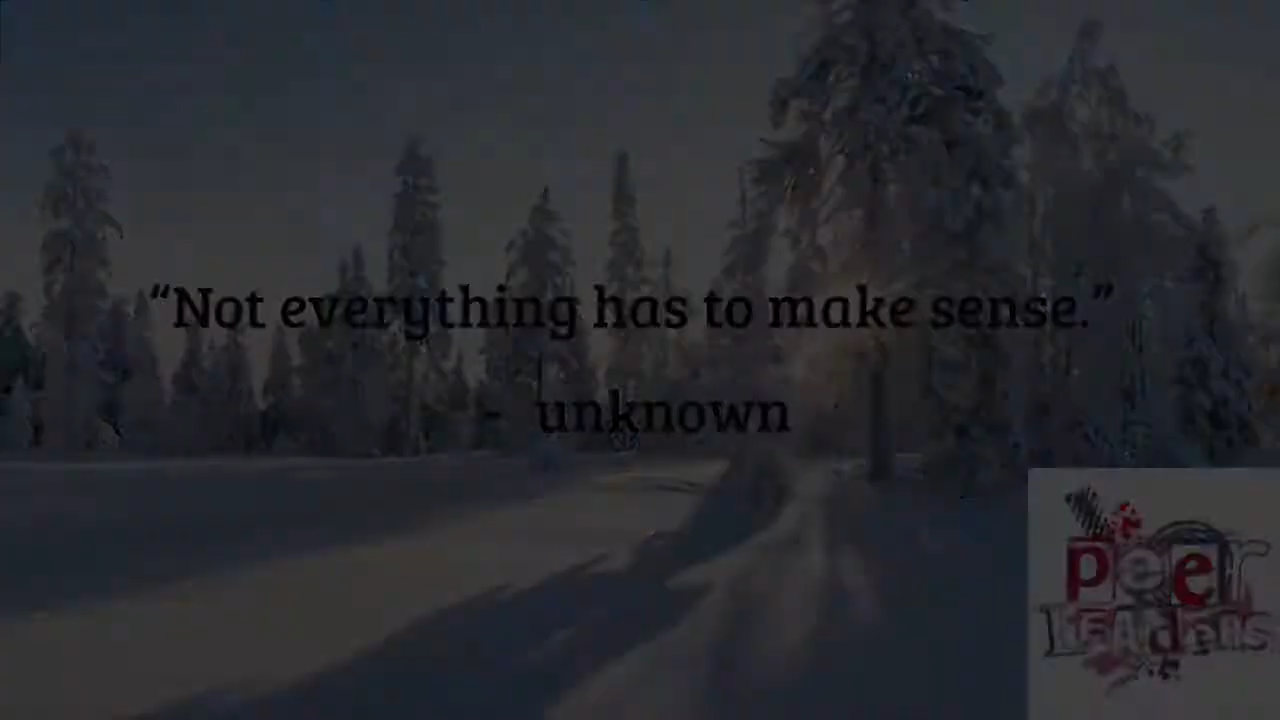 “Not everything has to make sense.”
- unknown
peer
LEAdeRs